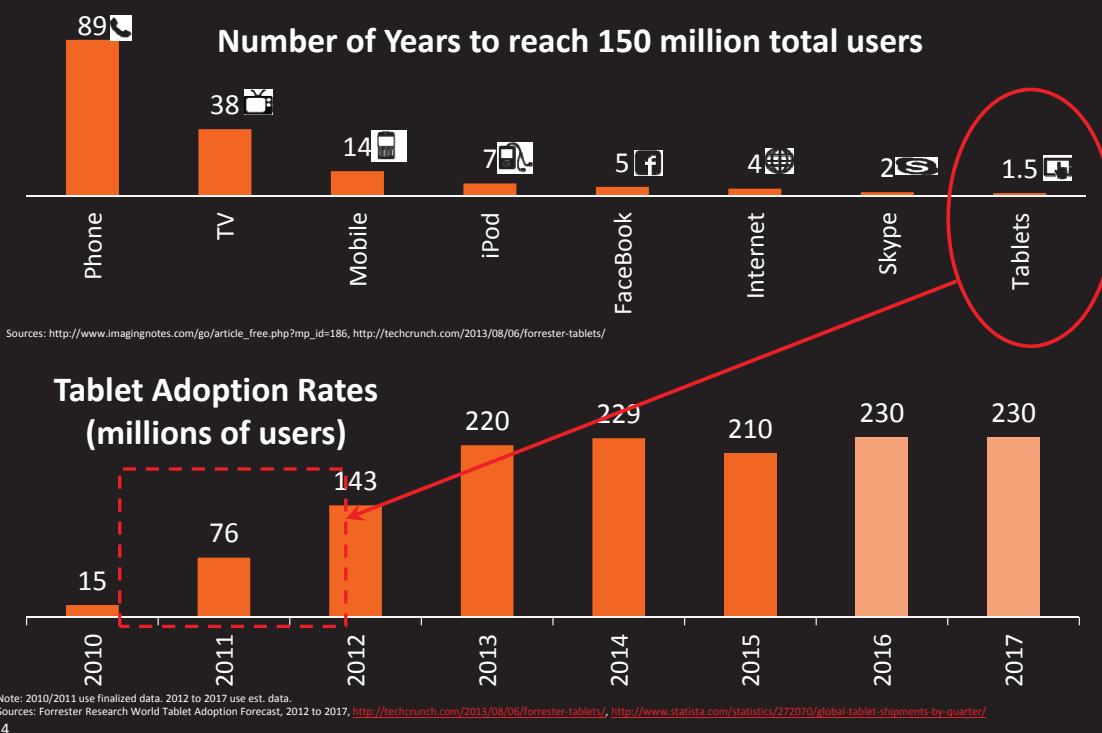 Number of Years to reach 150 million total users
89
38
14
7
5
4
2
1.5
Phone
TV
Mobile
iPod
FaceBook
Internet
Skype
Tablets
Sources: http://www.imagingnotes.com/go/article_free.php?mp_id=186, http://techcrunch.com/2013/08/06/forrester-tablets/
Tablet Adoption Rates
(millions of users)
15
76
143
220
229
210
230
230
2010
2011
2012
2013
2014
2015
2016
2017
Note: 2010/2011 use finalized data. 2012 to 2017 use est. data.
Sources: Forrester Research World Tablet Adoption Forecast, 2012 to 2017, http://techcrunch.com/2013/08/06/forrester-tablets/, http://www.statista.com/statistics/272070/global-tablet-shipments-by-quarter/
4